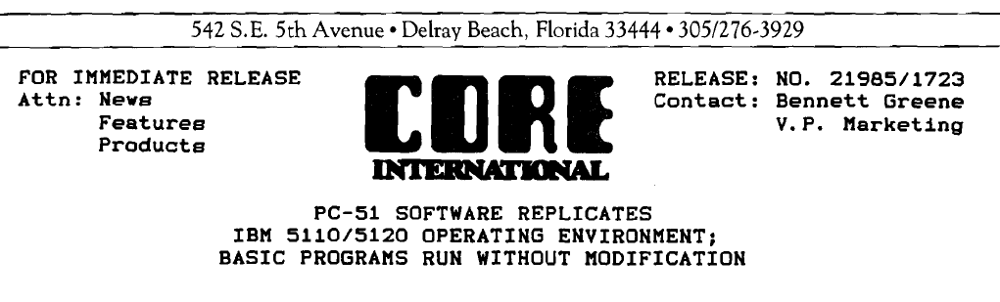 542 S.E. 5th Avenue • Delray Beach, Florida 33444 • 305/276-3929
FOR IMMEDIATE RELEASE
Attn: News
Features
Products
CORE
INTERNATIONAL
RELEASE: NO. 21985/1723
Contact: Bennett Greene
V.P. Marketing
PC-51 SOFTWARE REPLICATES
IBM 5110/5120 OPERATING ENVIRONMENT;
BASIC PROGRAMS RUN WITHOUT MODIFICATION